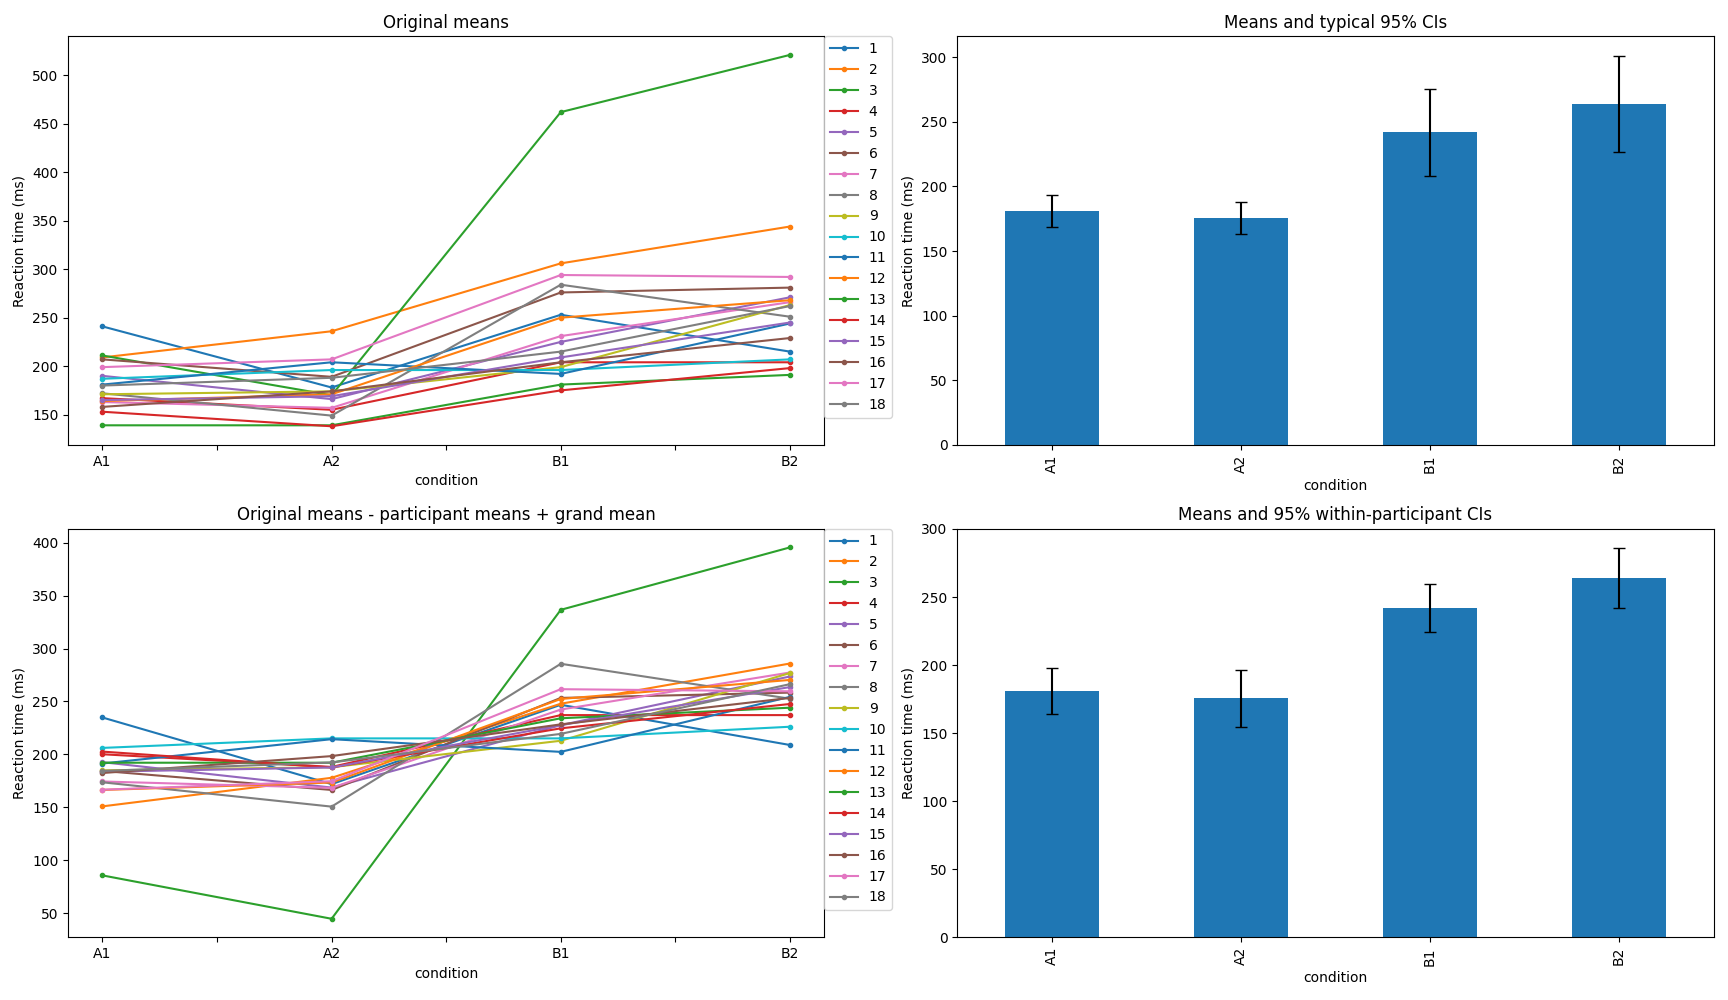 Original means
Reaction time (ms)
500
450
400
350
300
250
200
150
A1
A2
B1
B2
condition
1
2
3
4
5
6
7
8
9
10
11
12
13
14
15
16
17
18
Means and typical 95% CIs
Reaction time (ms)
300
250
200
150
100
50
0
A1
A2
B1
B2
condition
Original means - participant means + grand mean
Reaction time (ms)
400
350
300
250
200
150
100
50
A1
A2
B1
B2
condition
1
2
3
4
5
6
7
8
9
10
11
12
13
14
15
16
17
18
Means and 95% within-participant CIs
Reaction time (ms)
300
250
200
150
100
50
0
A1
A2
B1
B2
condition